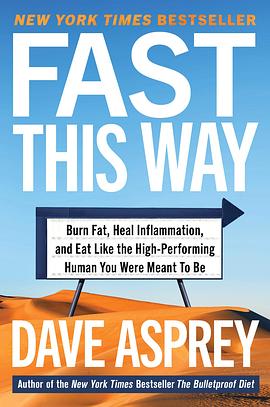 NEW YORK TIMES BESTSELLER
FAST
THIS WAY
Burn Fat, Heal Inflammation,
and Eat Like the High-Performing
Human You Were Meant To Be
DAVE ASPREY
Author of the New York Times Bestseller The Bulletproof Diet